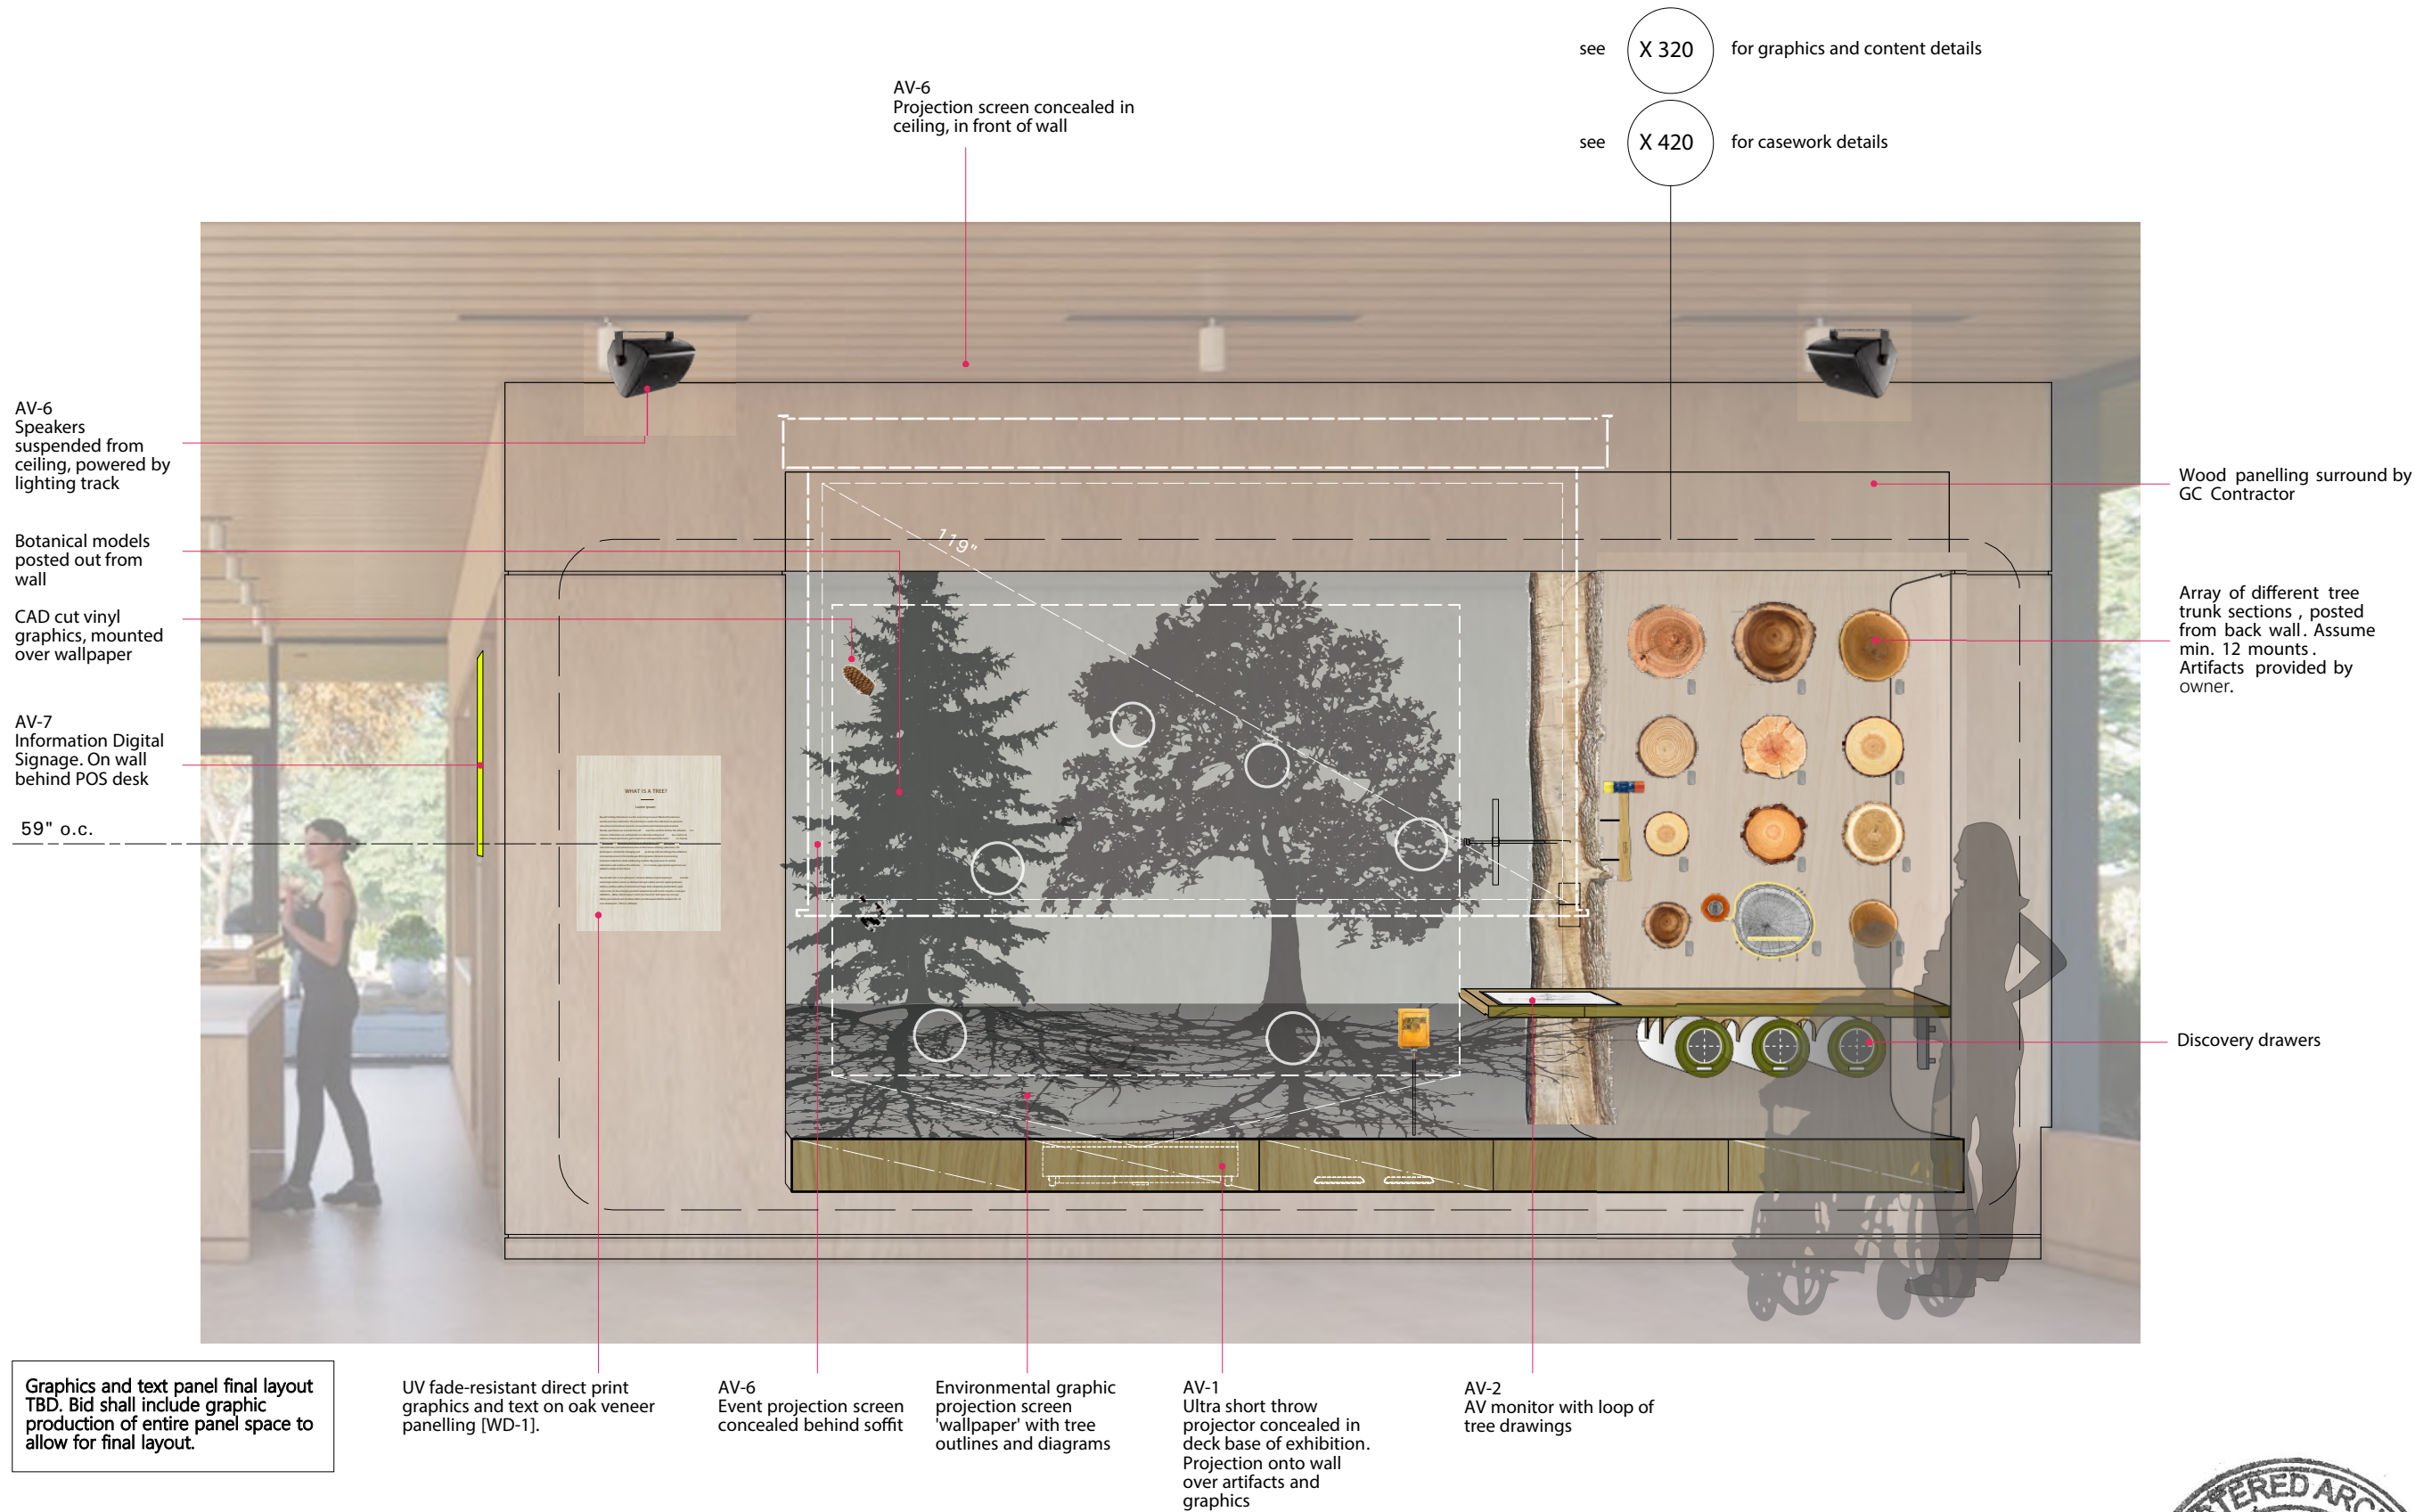 see X 320 for graphics and content details
see X 420 for casework details
AV-6
Projection screen concealed in
ceiling, in front of wall
AV-6
Speakers
suspended from
ceiling, powered by
lighting track
Botanical models
posted out from
wall
CAD cut vinyl
graphics, mounted
over wallpaper
AV-7
Information Digital
Signage. On wall
behind POS desk
59" o.c.
119"
WHAT IS A TREE?
Wood panelling surround by
GC Contractor
Array of different tree
trunk sections , posted
from back wall. Assume
min. 12 mounts .
Artifacts provided by
owner.
Discovery drawers
Graphics and text panel final layout
TBD. Bid shall include graphic
production of entire panel space to
allow for final layout.
UV fade-resistant direct print
graphics and text on oak veneer
panelling [WD-1].
AV-6
Event projection screen
concealed behind soffit
Environmental graphic
projection screen
'wallpaper' with tree
outlines and diagrams
AV-1
Ultra short throw
projector concealed in
deck base of exhibition.
Projection onto wall
over artifacts and
graphics
AV-2
AV monitor with loop of
tree drawings